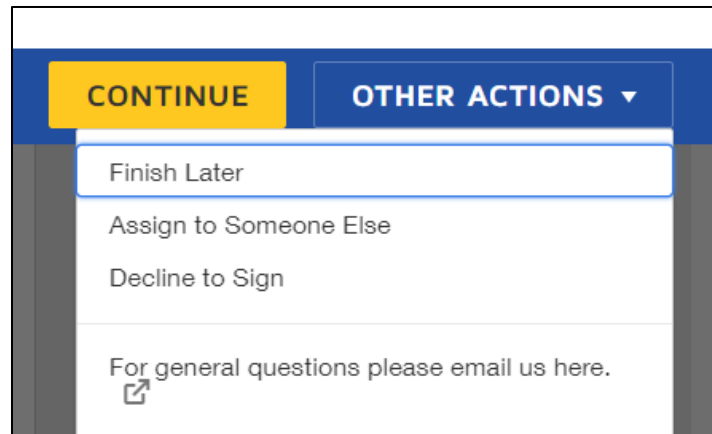 CONTINUE
OTHER ACTIONS
Finish Later
Assign to Someone Else
Decline to Sign
For general questions please email us here.